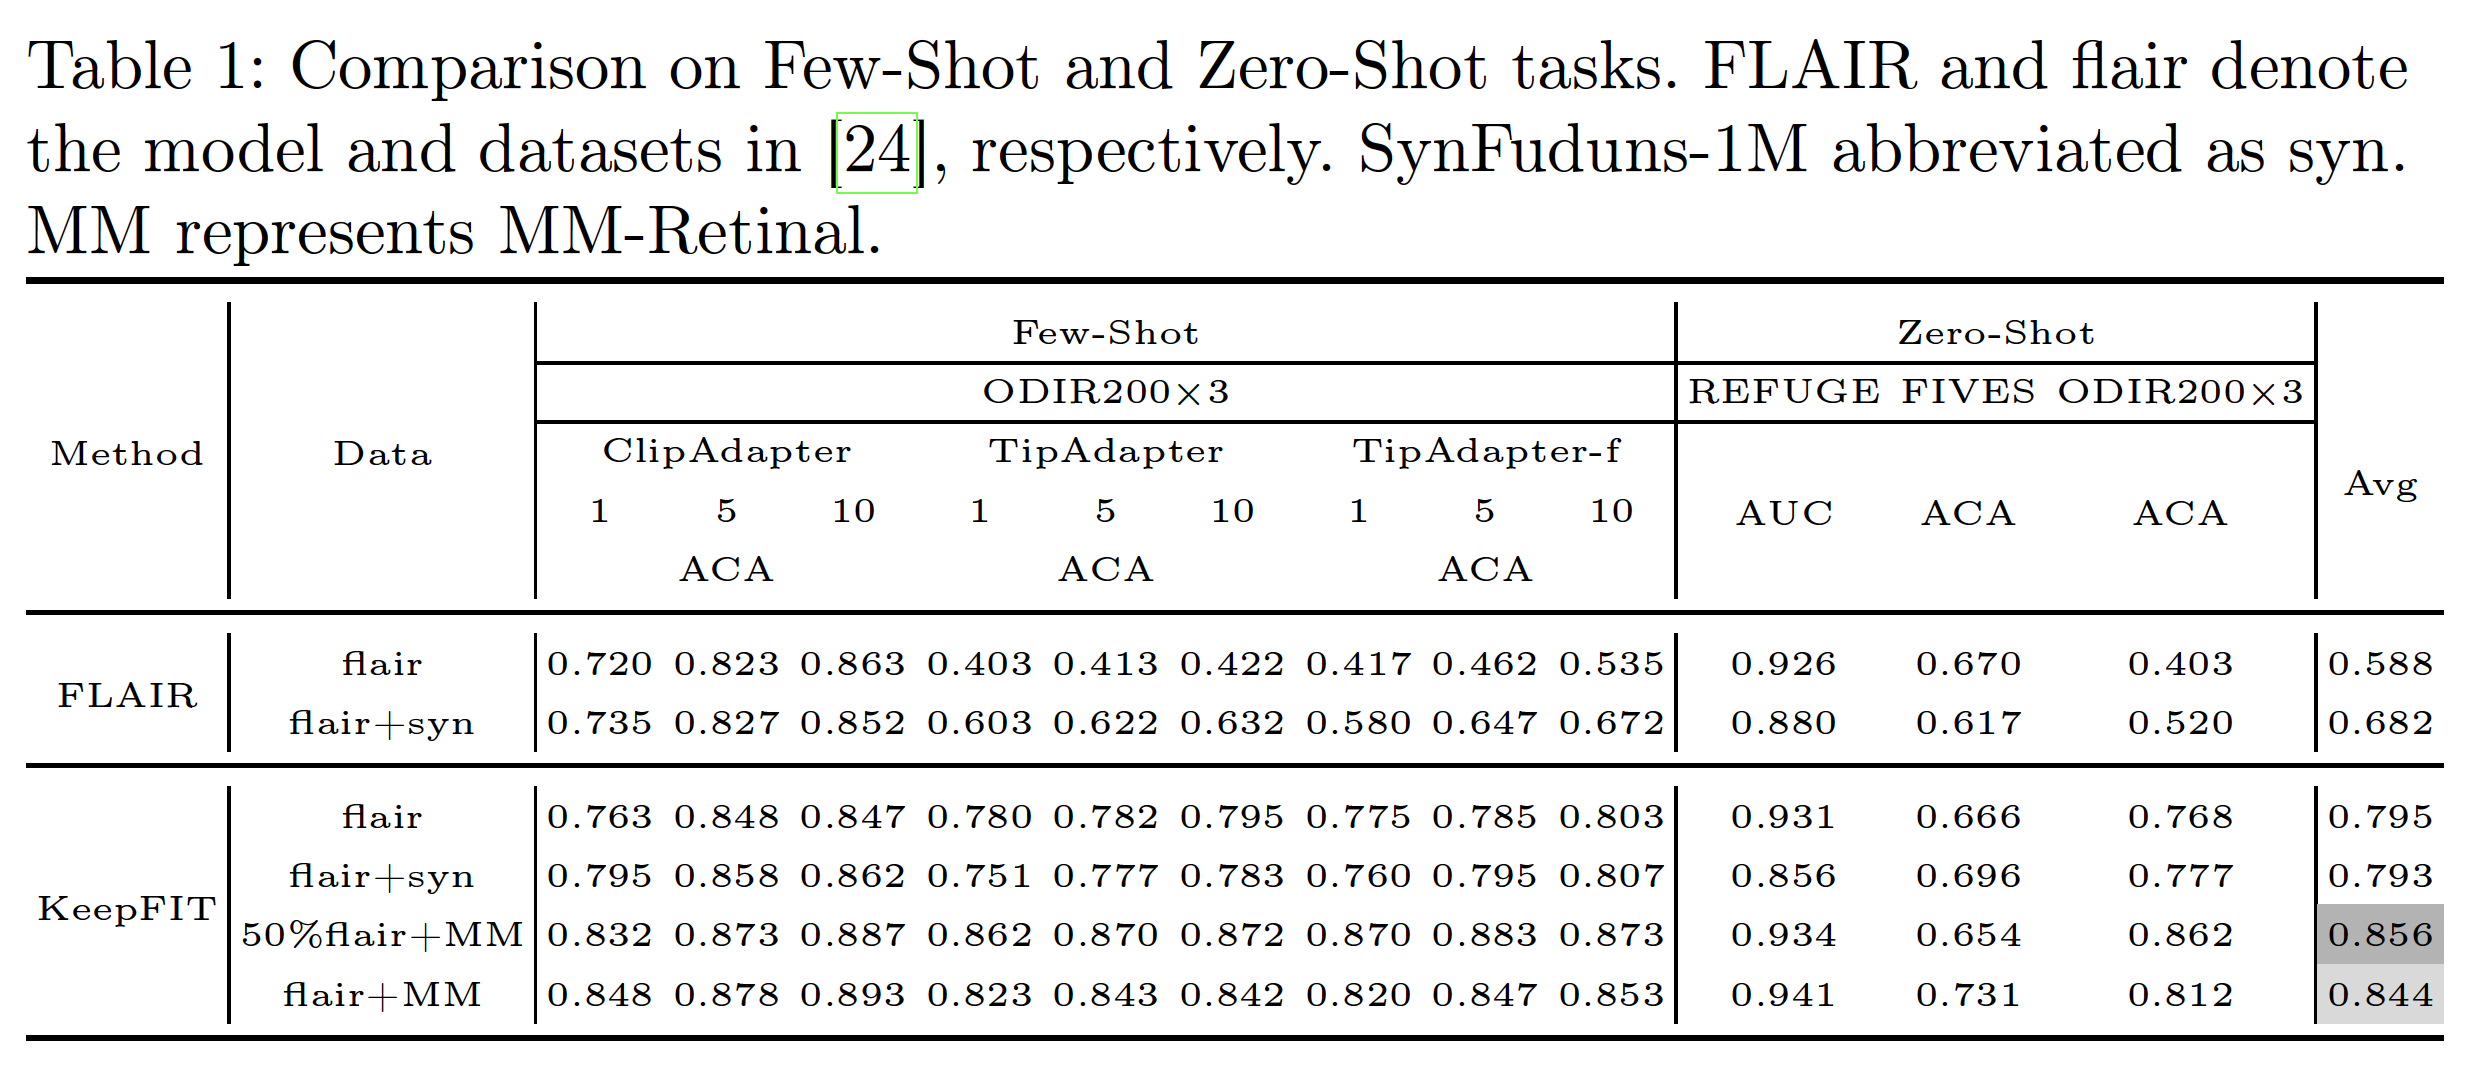 Table 1: Comparison on Few-Shot and Zero-Shot tasks. FLAIR and flair denote
the model and datasets in [24], respectively. SynFuduns-1M abbreviated as syn.
MM represents MM-Retinal.
Few-Shot Zero-Shot
ODIR200×3 REFUGE FIVES ODIR200×3
Method Data ClipAdapter TipAdapter TipAdapter-f Avg
1 5 10 1 5 10 1 5 10 AUC ACA ACA
ACA ACA ACA
FLAIR
flair 0.720 0.823 0.863 0.403 0.413 0.422 0.417 0.462 0.535 0.926 0.670 0.403 0.588
flair+syn 0.735 0.827 0.852 0.603 0.622 0.632 0.580 0.647 0.672 0.880 0.617 0.520 0.682
KeepFIT
flair 0.763 0.848 0.847 0.780 0.782 0.795 0.775 0.785 0.803 0.931 0.666 0.768 0.795
flair+syn 0.795 0.858 0.862 0.751 0.777 0.783 0.760 0.795 0.807 0.856 0.696 0.777 0.793
50%flair+MM 0.832 0.873 0.887 0.862 0.870 0.872 0.870 0.883 0.873 0.934 0.654 0.862 0.856
flair+MM 0.848 0.878 0.893 0.823 0.843 0.842 0.820 0.847 0.853 0.941 0.731 0.812 0.844